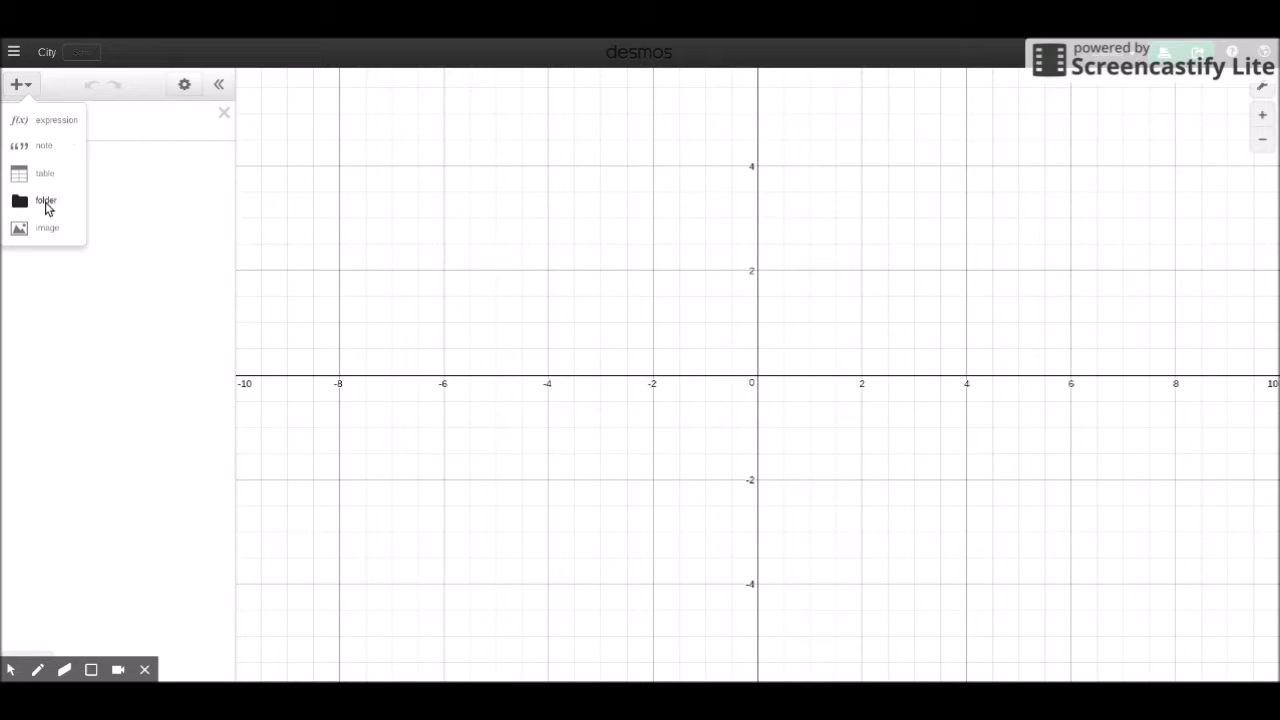 City
desmos
powered by
Screencastify Lite
f(x) expression
note
table
folder
image
4
2
-10 -8 -6 -4 -2 0 2 4 6 8 10
-2
-4